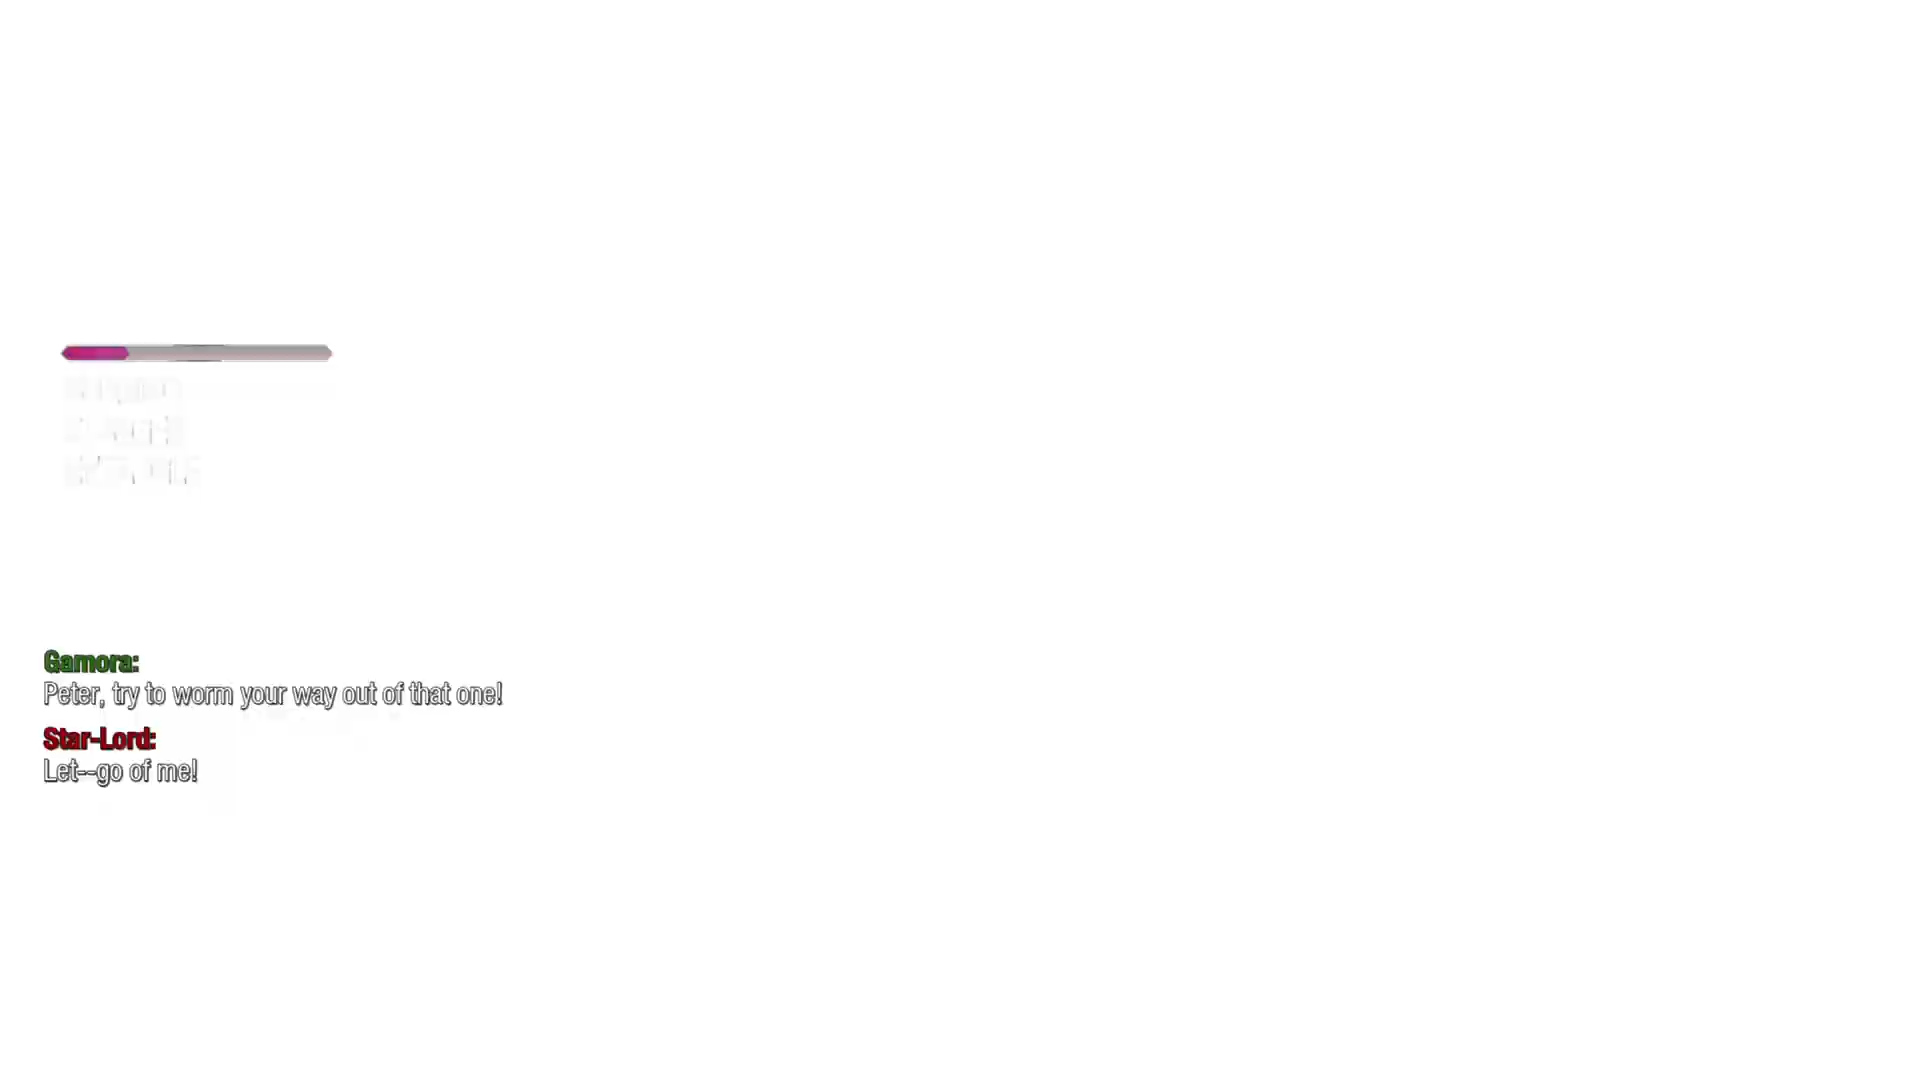 Gamora:
Peter, try to worm your way out of that one!
Star-Lord:
Let--go of me!